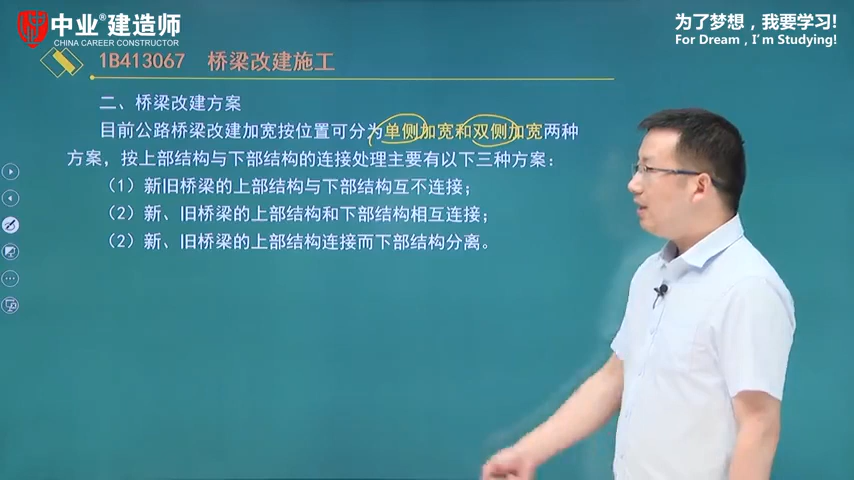 中业®建造师
CHINA CAREER CONSTRUCTOR
为了梦想，我要学习!
For Dream , I'm Studying!
1B413067 桥梁改建施工
二、桥梁改建方案
目前公路桥梁改建加宽按位置可分为单侧加宽和双侧加宽两种
方案，按上部结构与下部结构的连接处理主要有以下三种方案：
（1）新旧桥梁的上部结构与下部结构互不连接；
（2）新、旧桥梁的上部结构和下部结构相互连接；
（2）新、旧桥梁的上部结构连接而下部结构分离。